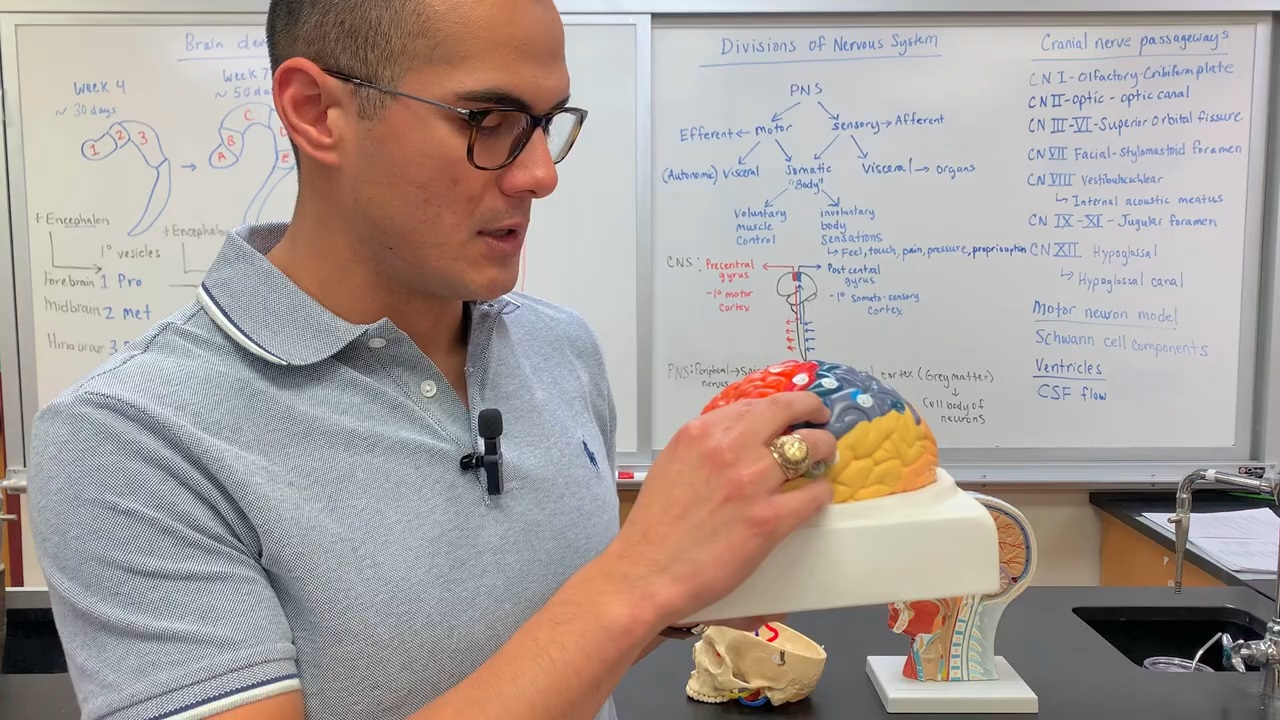 Brain dev
Week 4
~ 30 days
1 2 3
Week 7
~ 50 d
A B C E
+ Encephalon
1° vesicles
Forebrain 1 Pro
Midbrain 2 met
+ Encephalon
Divisions of Nervous System
PNS
Efferent ← motor
sensory → Afferent
(Autonomic) Visceral
Somatic
"Body"
Visceral → organs
Voluntary
muscle
control
involuntary
body
sensations
↳ Feel, touch, pain, pressure, propriseption
CNS:
Precentral
gyrus
-1° motor
cortex
Post central
gyrus
-1° somato-sensory
cortex
PNS: Peripheral →
nerves
cortex (Grey matter)
↓
Cell body of
neurons
Cranial nerve passageways
CN I - Olfactory - Cribiform plate
CN II - optic - optic canal
CN III - VI - Superior Orbital fissure
CN VII Facial - Stylomastoid foramen
CN VIII Vestibulocochlear
↳ Internal acoustic meatus
CN IX - XI - Jugular foramen
CN XII Hypoglossal
↳ Hypoglossal canal
Motor neuron model
Schwann cell components
Ventricles
CSF flow